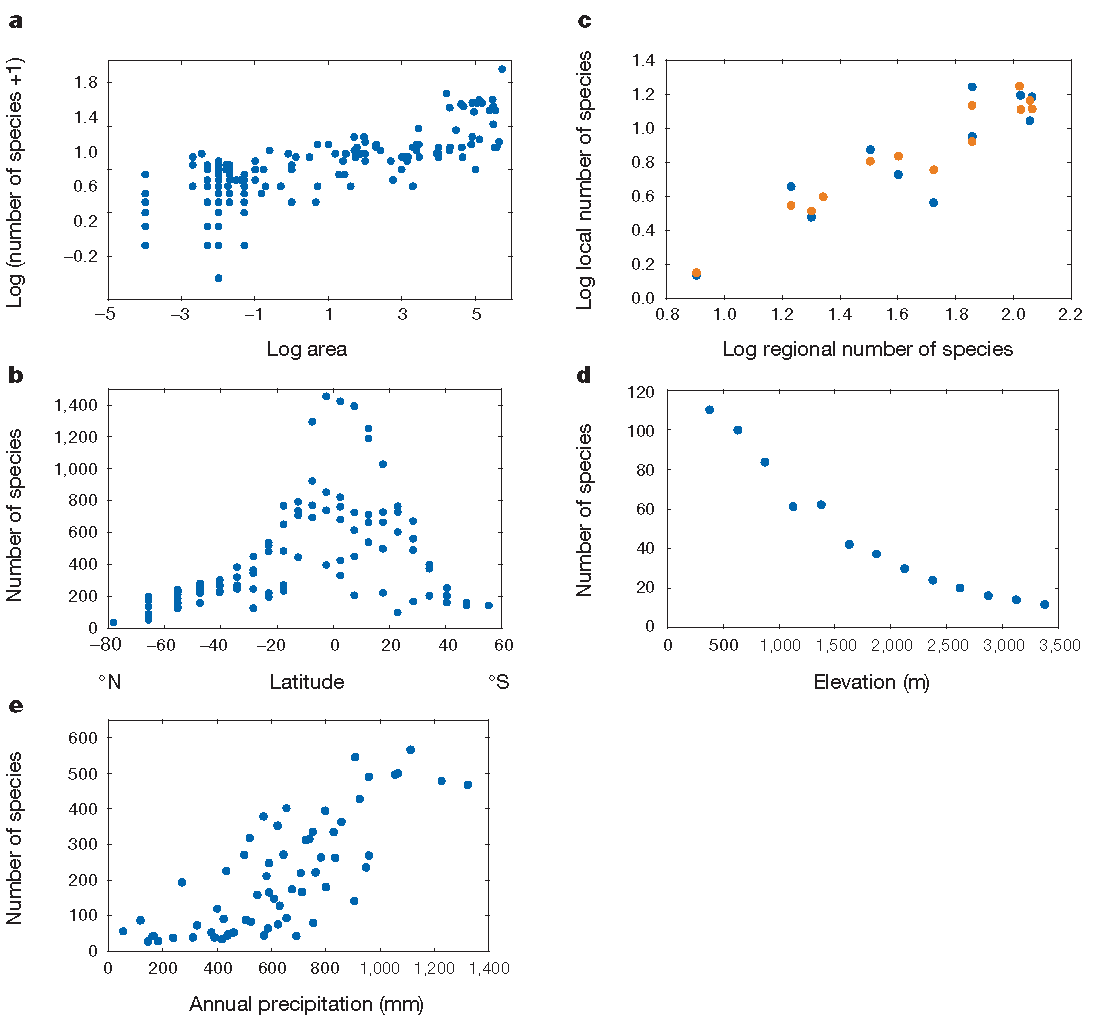 a
Log (number of species +1)
1.8
1.4
1.0
0.6
0.2
−0.2
−5 −3 −1 1 3 5
Log area
c
Log local number of species
1.4
1.2
1.0
0.8
0.6
0.4
0.2
0.0
0.8 1.0 1.2 1.4 1.6 1.8 2.0 2.2
Log regional number of species
b
Number of species
1,400
1,200
1,000
800
600
400
200
0
−80 −60 −40 −20 0 20 40 60
°N Latitude °S
d
Number of species
120
100
80
60
40
20
0
0 500 1,000 1,500 2,000 2,500 3,000 3,500
Elevation (m)
e
Number of species
600
500
400
300
200
100
0
0 200 400 600 800 1,000 1,200 1,400
Annual precipitation (mm)